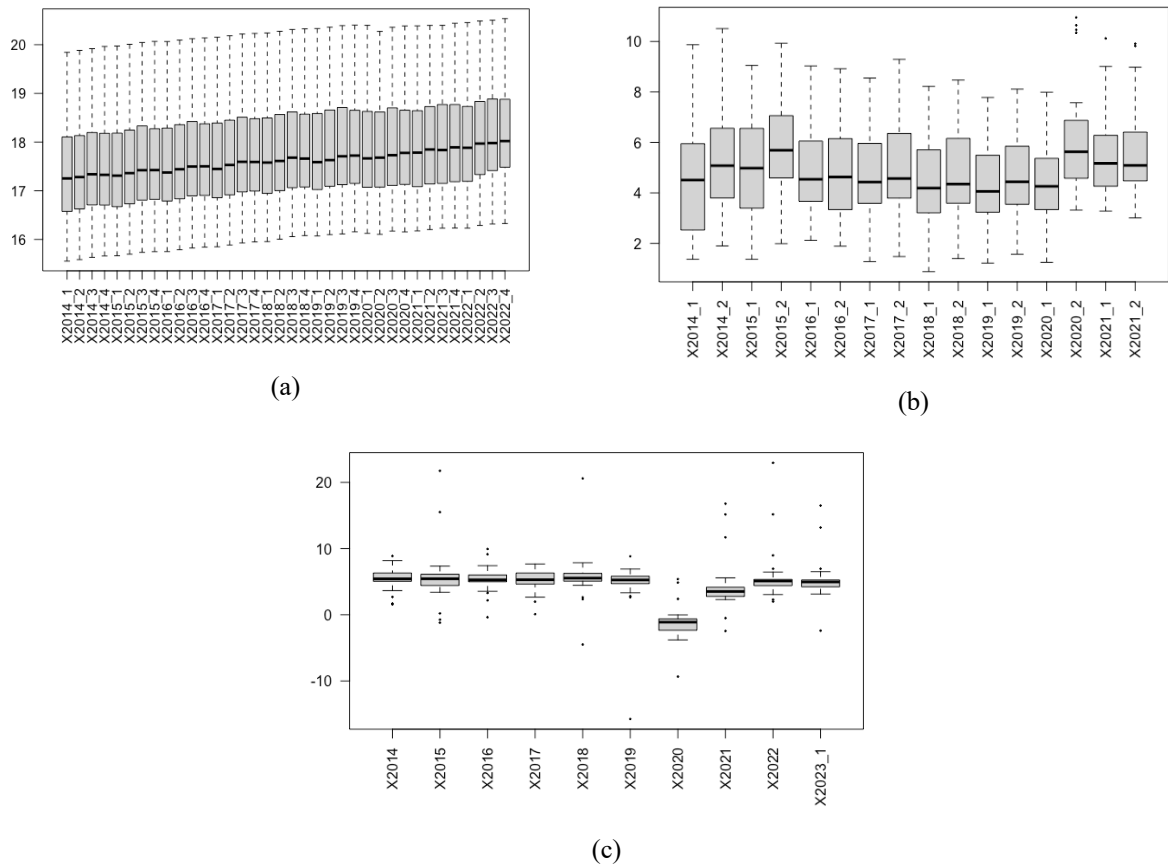 20
19
18
17
16
X2014_1
X2014_2
X2014_3
X2014_4
X2015_1
X2015_2
X2015_3
X2015_4
X2016_1
X2016_2
X2016_3
X2016_4
X2017_1
X2017_2
X2017_3
X2017_4
X2018_1
X2018_2
X2018_3
X2018_4
X2019_1
X2019_2
X2019_3
X2019_4
X2020_1
X2020_2
X2020_3
X2020_4
X2021_1
X2021_2
X2021_3
X2021_4
X2022_1
X2022_2
X2022_3
X2022_4
(a)
10
8
6
4
2
X2014_1
X2014_2
X2015_1
X2015_2
X2016_1
X2016_2
X2017_1
X2017_2
X2018_1
X2018_2
X2019_1
X2019_2
X2020_1
X2020_2
X2021_1
X2021_2
(b)
20
10
0
-10
X2014
X2015
X2016
X2017
X2018
X2019
X2020
X2021
X2022
X2023_1
(c)